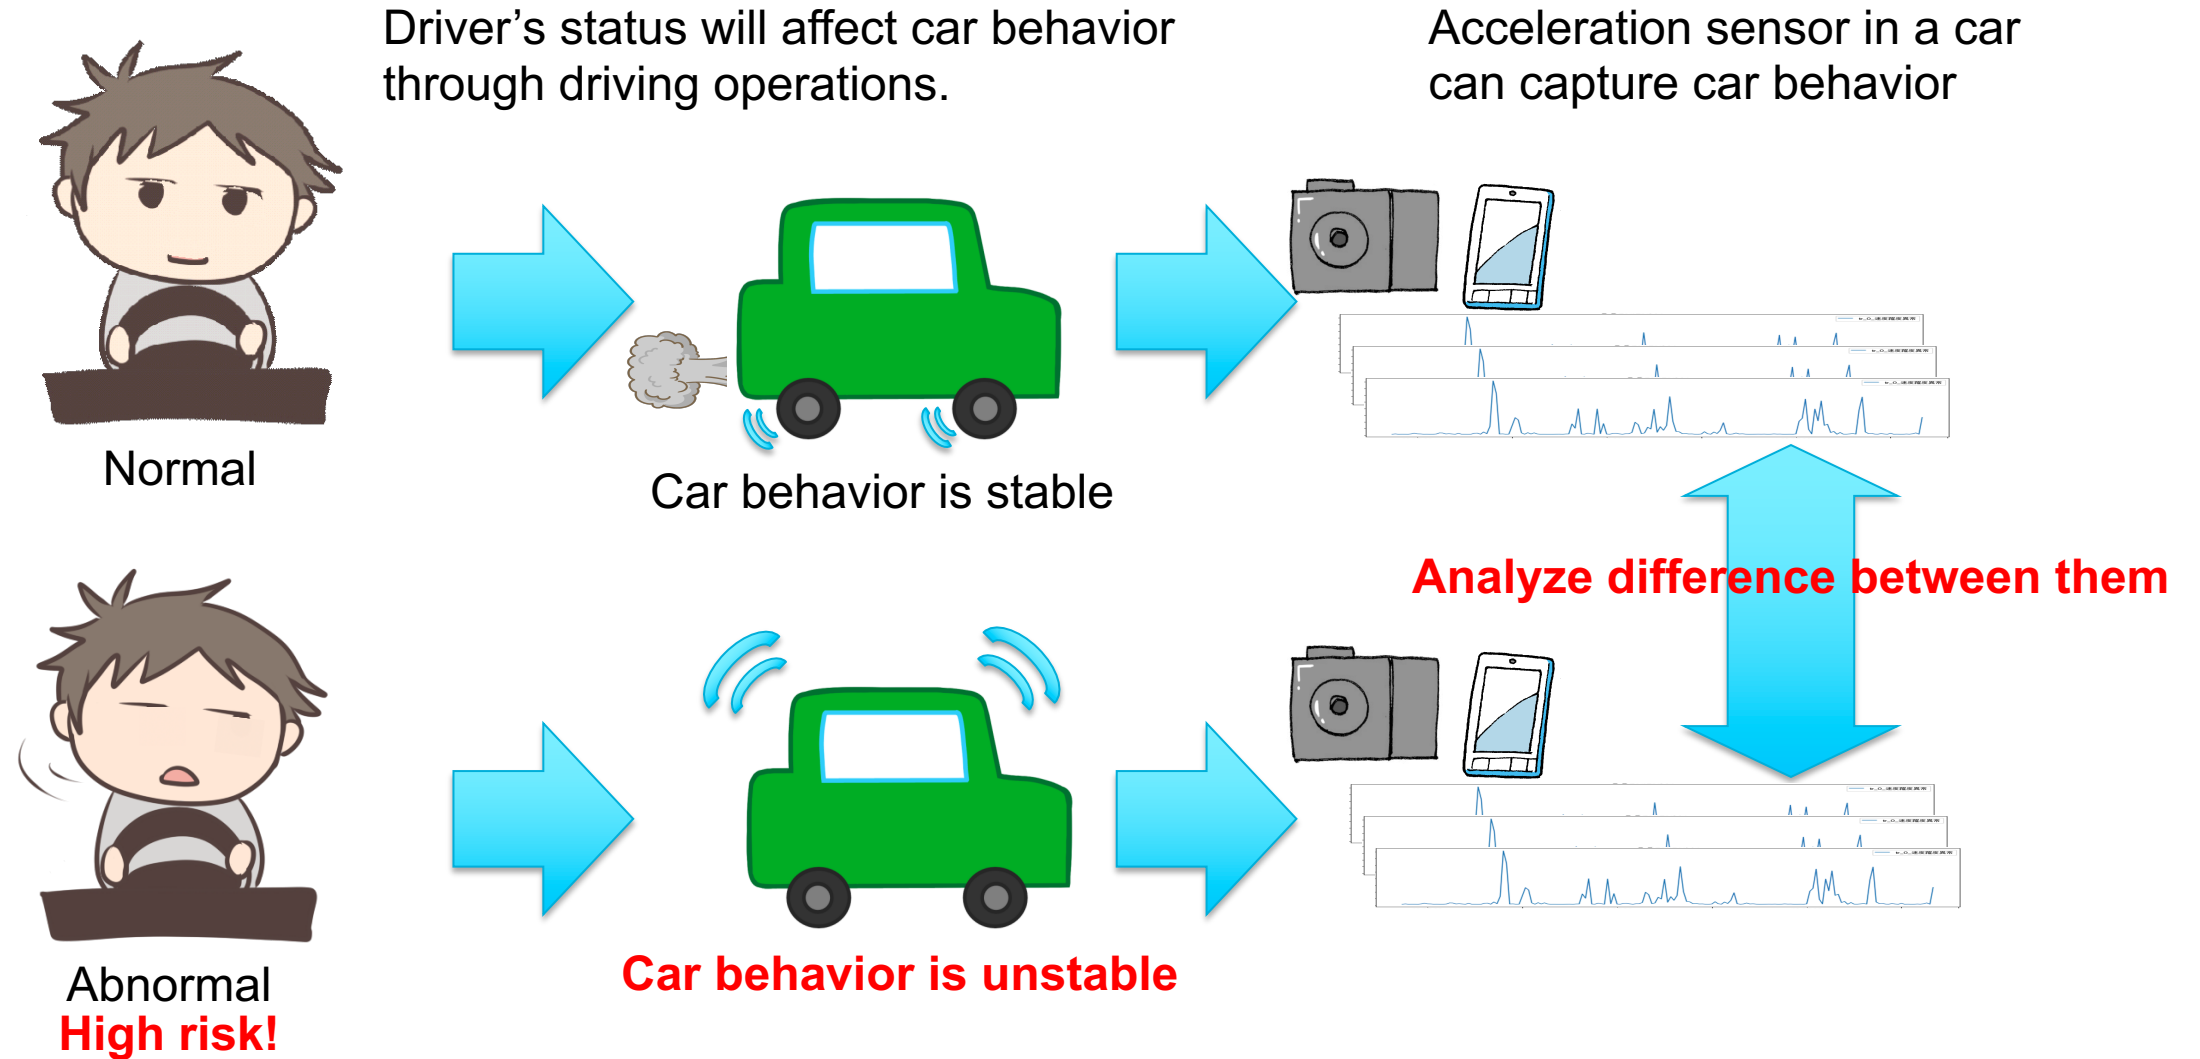 Driver's status will affect car behavior
through driving operations.
Acceleration sensor in a car
can capture car behavior
Normal
Car behavior is stable
Analyze difference between them
Abnormal
High risk!
Car behavior is unstable